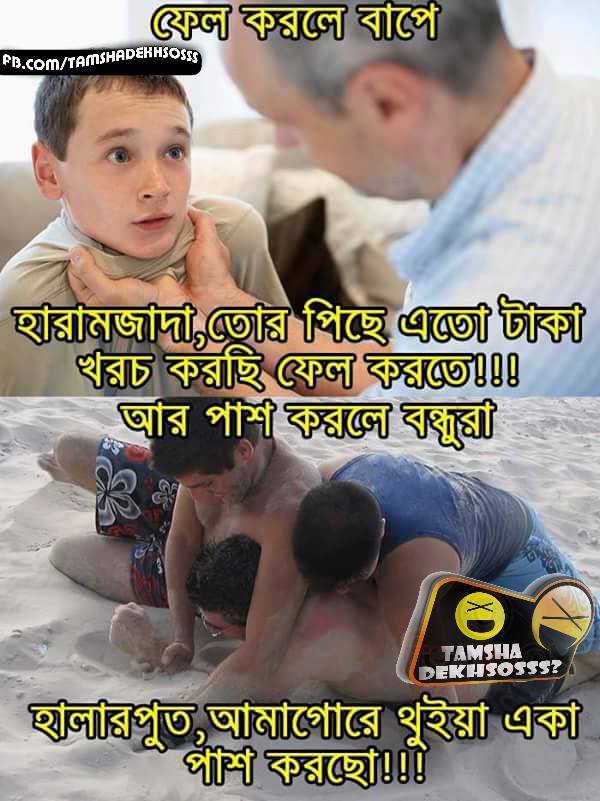 ফেল করলে বাপে
FB.COM/TAMSHADEKHSOSSS
হারামজাদা,তোর পিছে এতো টাকা
খরচ করছি ফেল করতে!!!
আর পাশ করলে বন্ধুরা
TAMSHA
DEKHSOSSS?
হালারপুত,আমাগোরে থুইয়া একা
পাশ করছো!!!